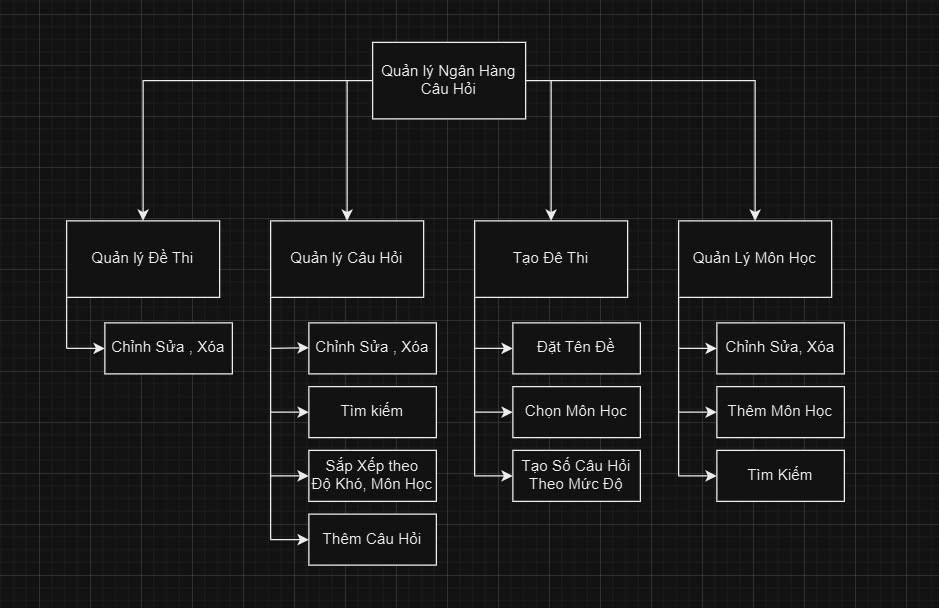 Quản lý Ngân Hàng
Câu Hỏi
Quản lý Đề Thi
Quản lý Câu Hỏi
Tạo Đê Thi
Quản Lý Môn Học
Chỉnh Sửa , Xóa
Chỉnh Sửa , Xóa
Đặt Tên Đề
Chỉnh Sửa, Xóa
Tìm kiếm
Chọn Môn Học
Thêm Môn Học
Sắp Xếp theo
Độ Khó, Môn Học
Tạo Số Câu Hỏi
Theo Mức Độ
Tìm Kiếm
Thêm Câu Hỏi